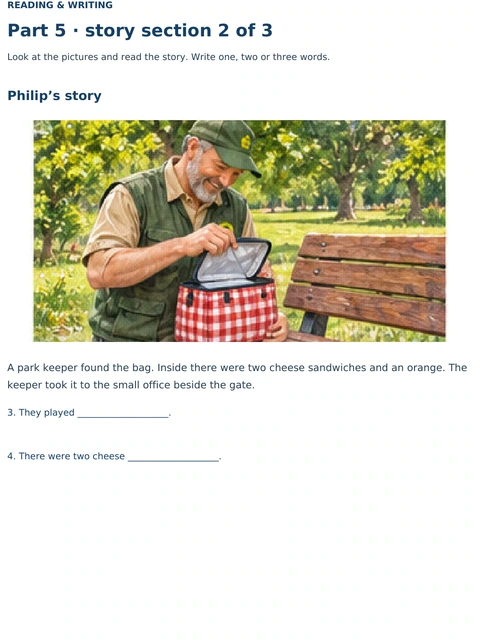 READING & WRITING
Part 5 · story section 2 of 3
Look at the pictures and read the story. Write one, two or three words.
Philip’s story
A park keeper found the bag. Inside there were two cheese sandwiches and an orange. The
keeper took it to the small office beside the gate.
3. They played ___________________.
4. There were two cheese ___________________.